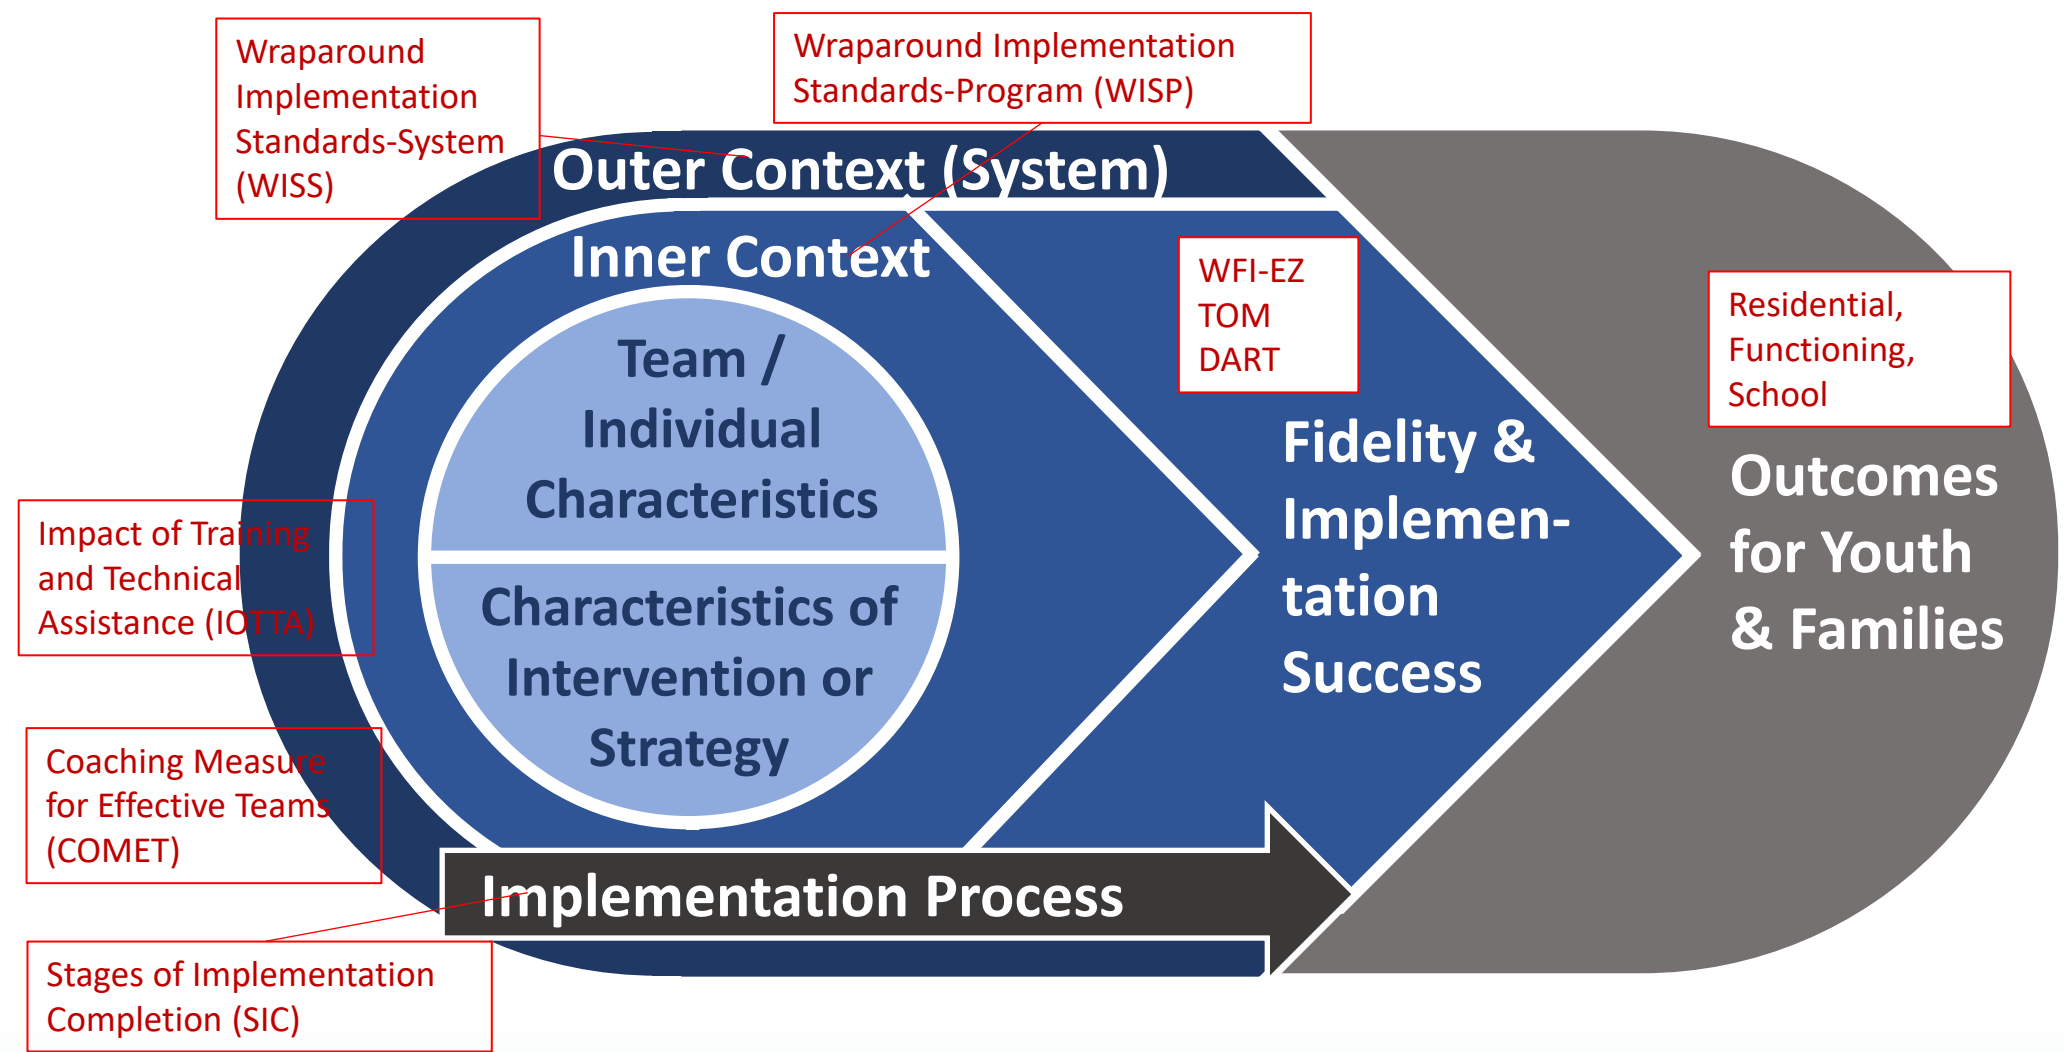 Wraparound
Implementation
Standards-System
(WISS)
Wraparound Implementation
Standards-Program (WISP)
Outer Context (System)
Inner Context
Team /
Individual
Characteristics
Characteristics of
Intervention or
Strategy
WFI-EZ
TOM
DART
Fidelity &
Implemen-
tation
Success
Residential,
Functioning,
School
Outcomes
for Youth
& Families
Impact of Training
and Technical
Assistance (IOTTA)
Coaching Measure
for Effective Teams
(COMET)
Implementation Process
Stages of Implementation
Completion (SIC)